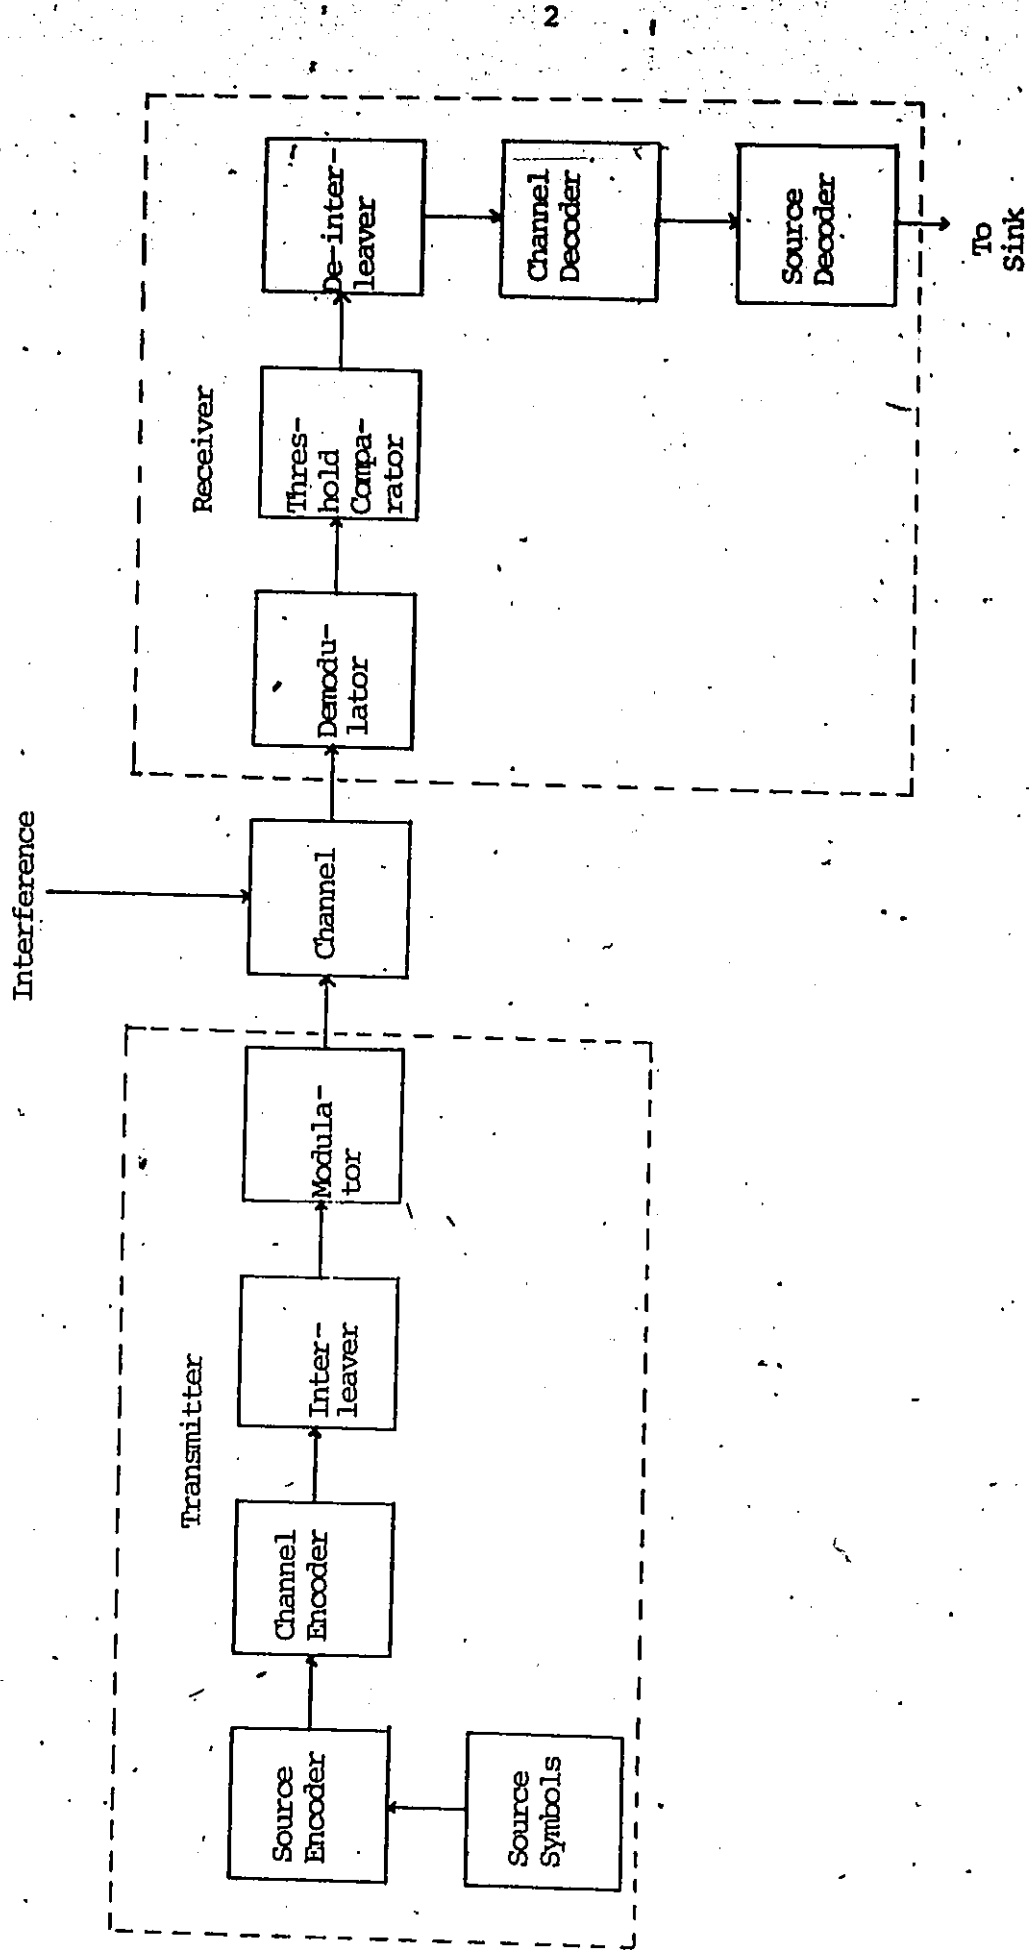 2
Interference
Transmitter
Receiver
Source
Symbols
Source
Encoder
Channel
Encoder
Inter-
leaver
Modula-
tor
Channel
Demodu-
lator
Thres-
hold
Compa-
rator
De-inter-
leaver
Channel
Decoder
Source
Decoder
To
Sink